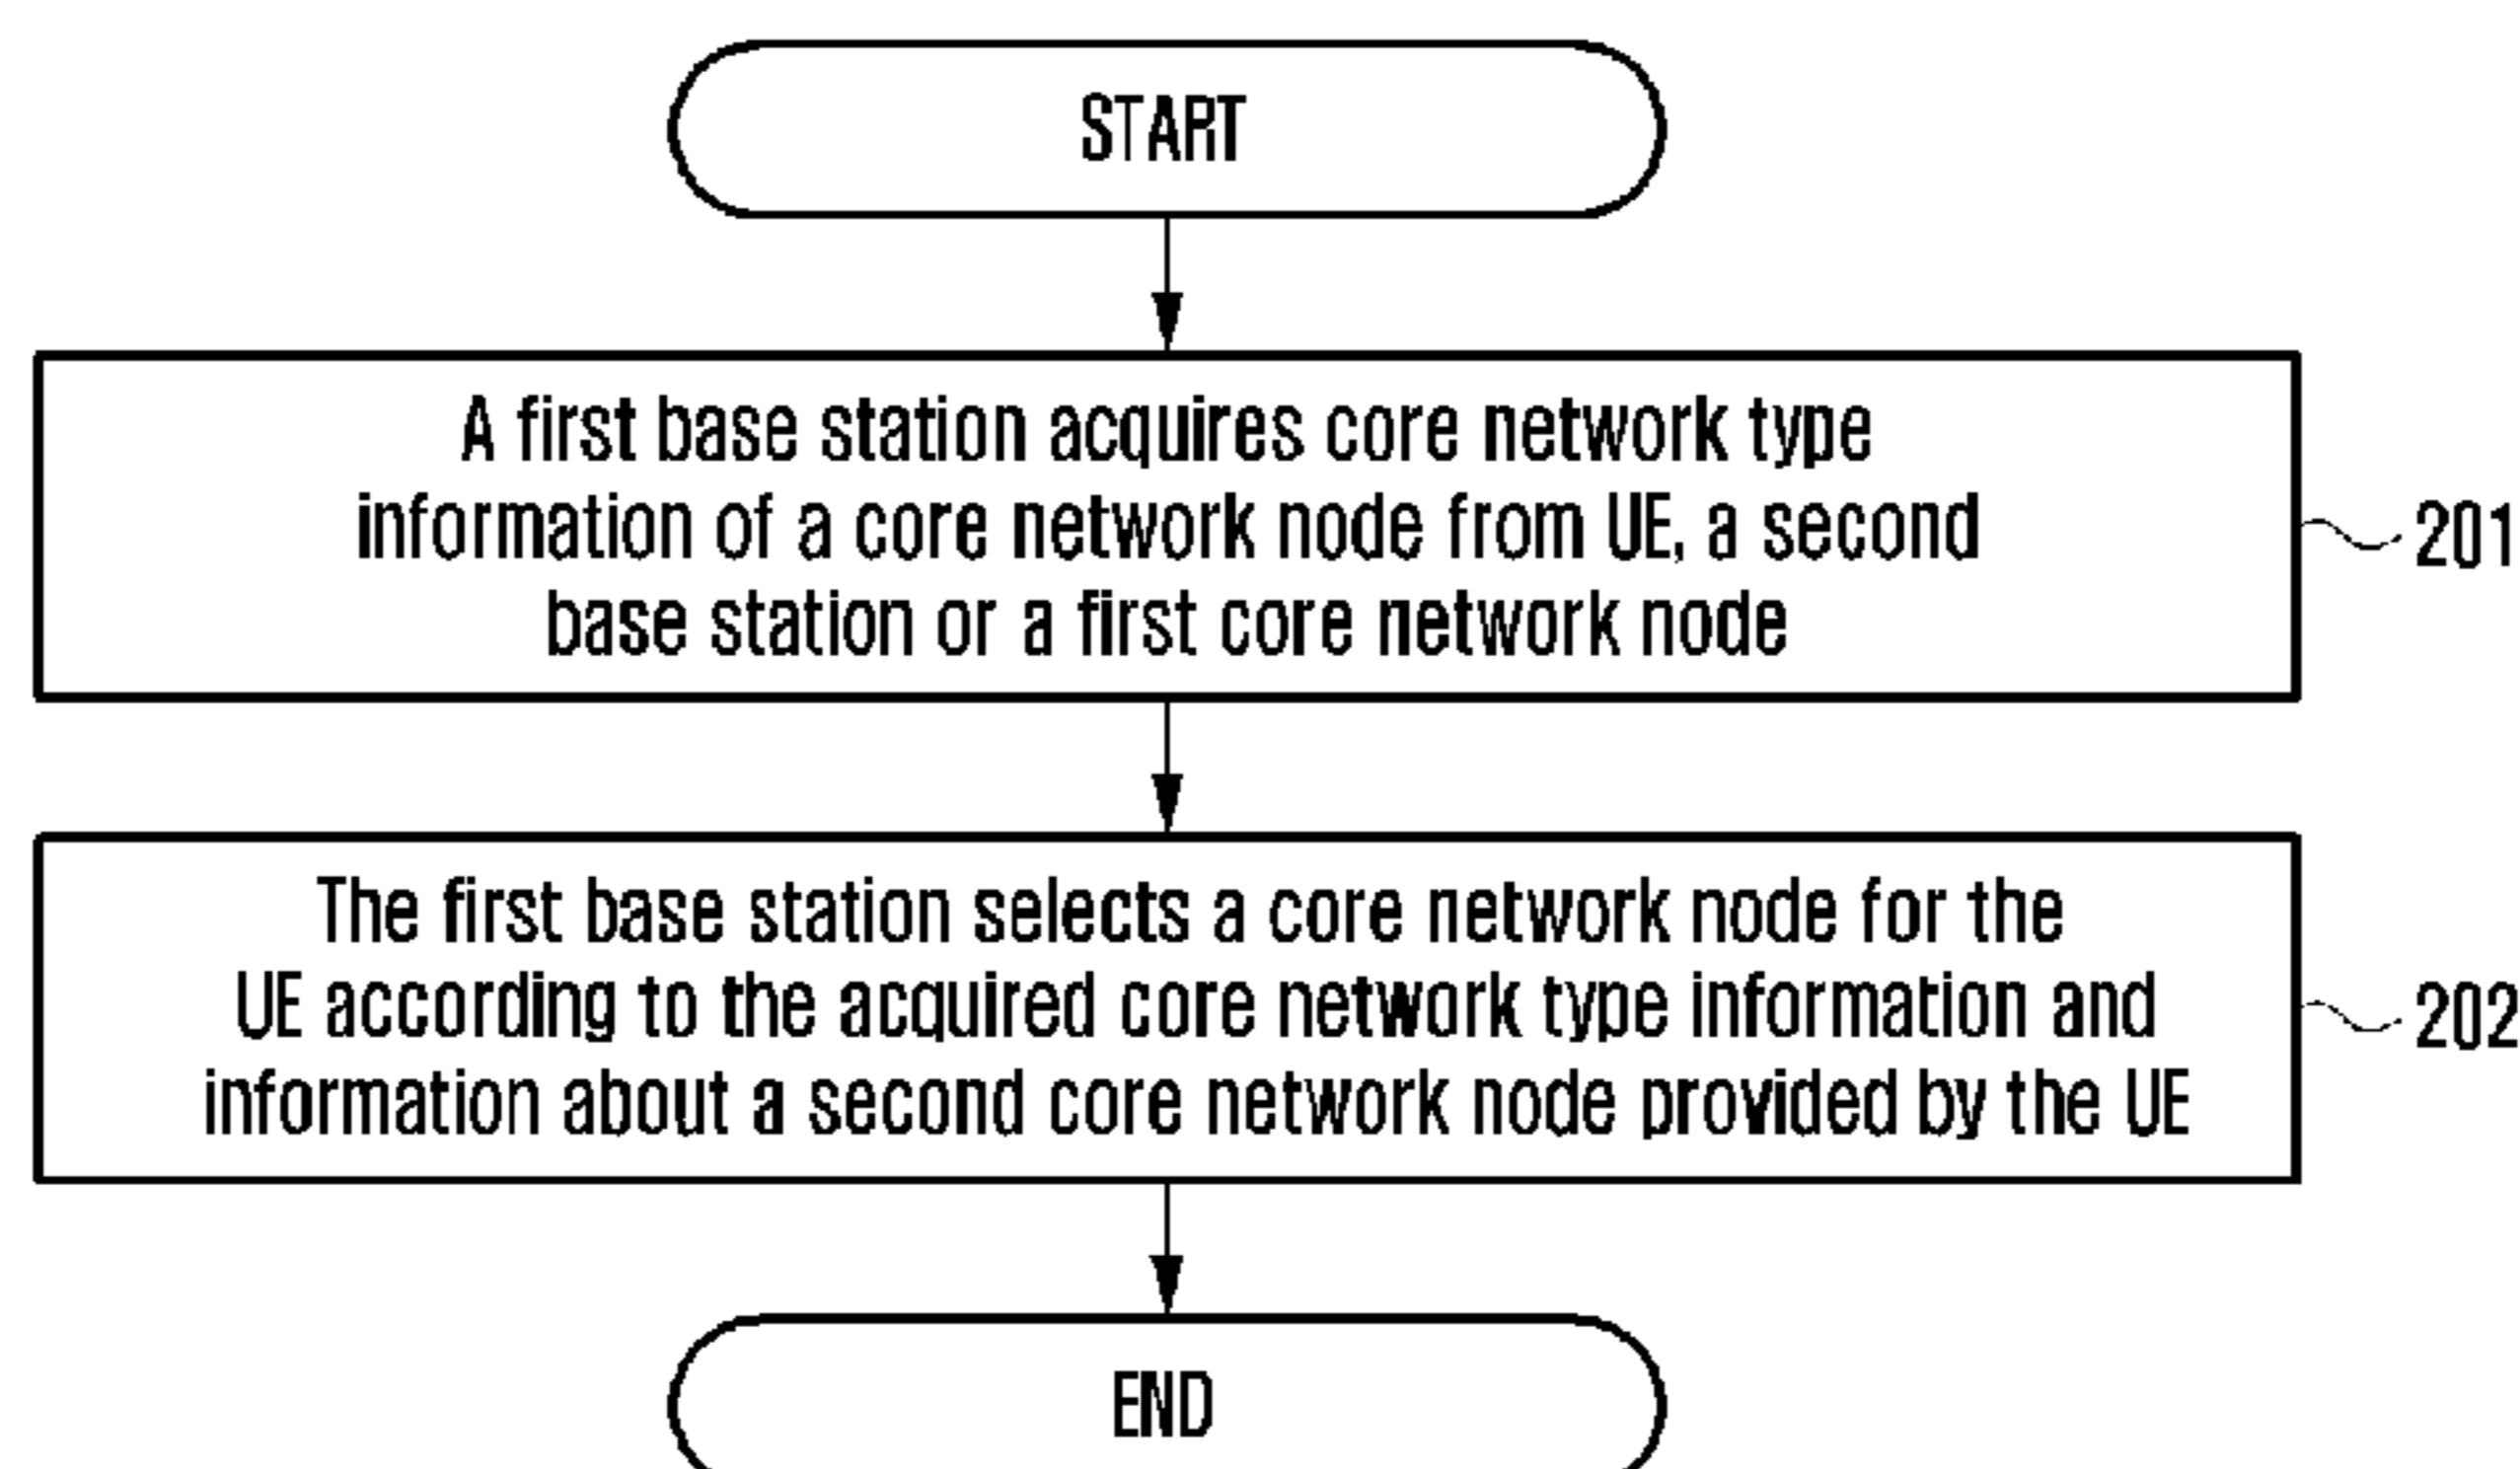 START
A first base station acquires core network type
information of a core network node from UE, a second
base station or a first core network node
201
The first base station selects a core network node for the
UE according to the acquired core network type information and
information about a second core network node provided by the UE
202
END